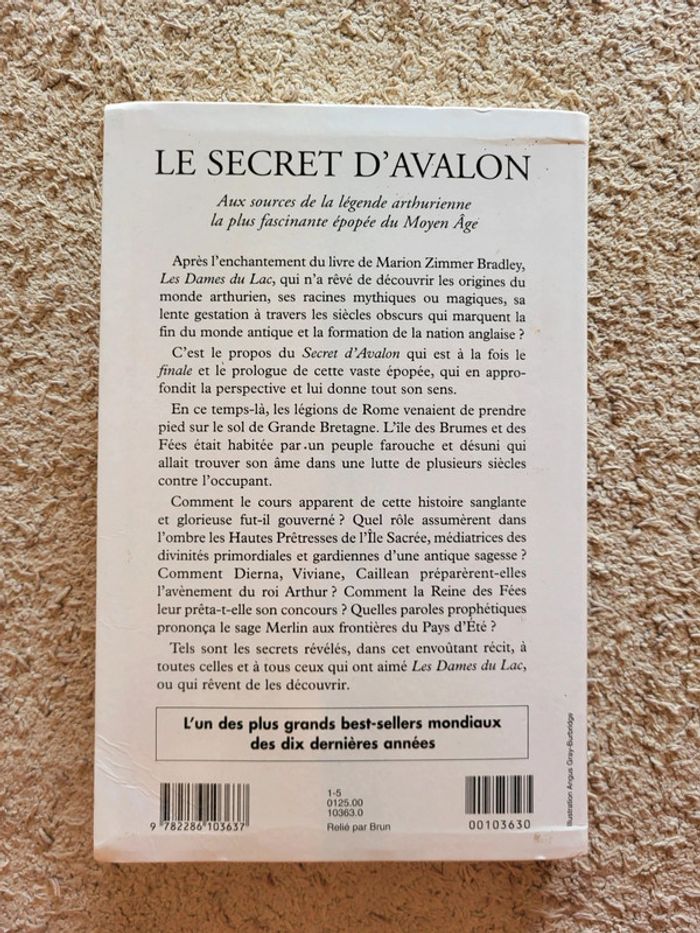 LE SECRET D'AVALON
Aux sources de la légende arthurienne
la plus fascinante épopée du Moyen Âge
Après l'enchantement du livre de Marion Zimmer Bradley,
Les Dames du Lac, qui n'a rêvé de découvrir les origines du
monde arthurien, ses racines mythiques ou magiques, sa
lente gestation à travers les siècles obscurs qui marquent la
fin du monde antique et la formation de la nation anglaise ?
C'est le propos du Secret d'Avalon qui est à la fois le
finale et le prologue de cette vaste épopée, qui en appro-
fondit la perspective et lui donne tout son sens.
En ce temps-là, les légions de Rome venaient de prendre
pied sur le sol de Grande Bretagne. L'île des Brumes et des
Fées était habitée par un peuple farouche et désuni qui
allait trouver son âme dans une lutte de plusieurs siècles
contre l'occupant.
Comment le cours apparent de cette histoire sanglante
et glorieuse fut-il gouverné ? Quel rôle assumèrent dans
l'ombre les Hautes Prêtresses de l'Île Sacrée, médiatrices des
divinités primordiales et gardiennes d'une antique sagesse ?
Comment Dierna, Viviane, Caillean préparèrent-elles
l'avènement du roi Arthur ? Comment la Reine des Fées
leur prêta-t-elle son concours ? Quelles paroles prophétiques
prononça le sage Merlin aux frontières du Pays d'Été ?
Tels sont les secrets révélés, dans cet envoûtant récit, à
toutes celles et à tous ceux qui ont aimé Les Dames du Lac,
ou qui rêvent de les découvrir.
L'un des plus grands best-sellers mondiaux
des dix dernières années
9 782286 103637
1-5
0125.00
10363.0
Relié par Brun
00103630
Illustration Angus Gray-Burbridge